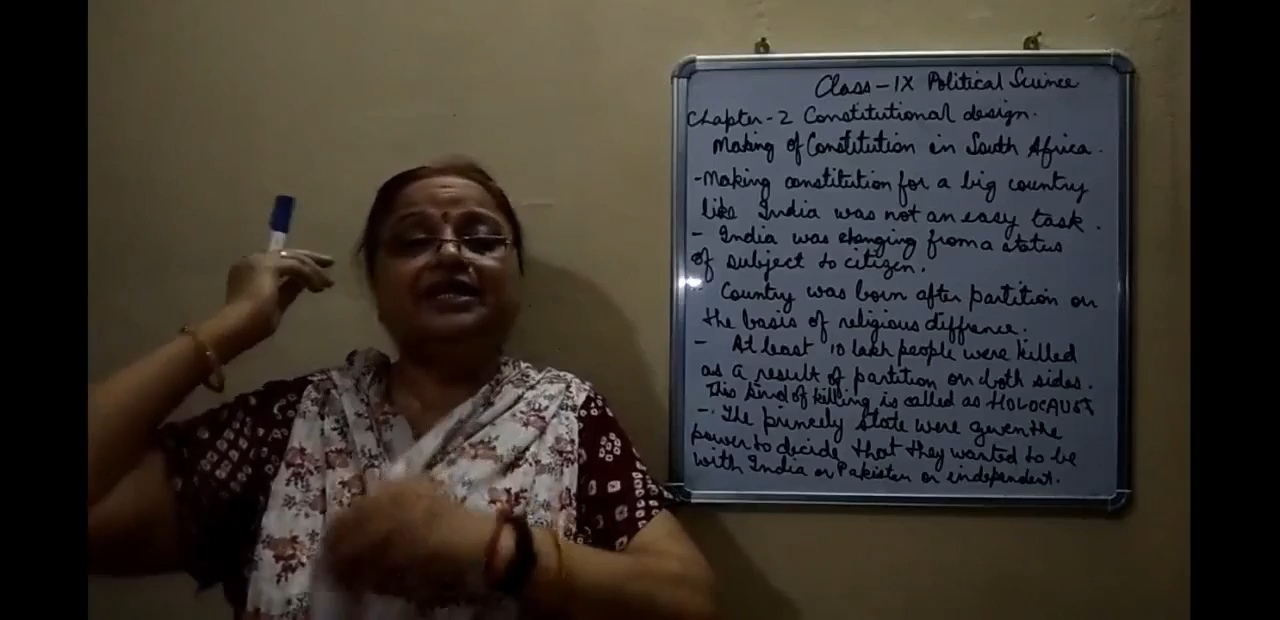 Class-IX Political Science
Chapter-2 Constitutional design.
Making of Constitution in South Africa.
-Making constitution for a big country
like India was not an easy task.
- India was changing from a status
of subject to citizen.
- Country was born after partition on
the basis of religious diffrence.
- At least 10 lakh people were killed
as a result of partition on both sides.
This kind of killing is called as HOLOCAUST
- The princely state were given the
power to decide that they wanted to be
with India or Pakistan or independent.